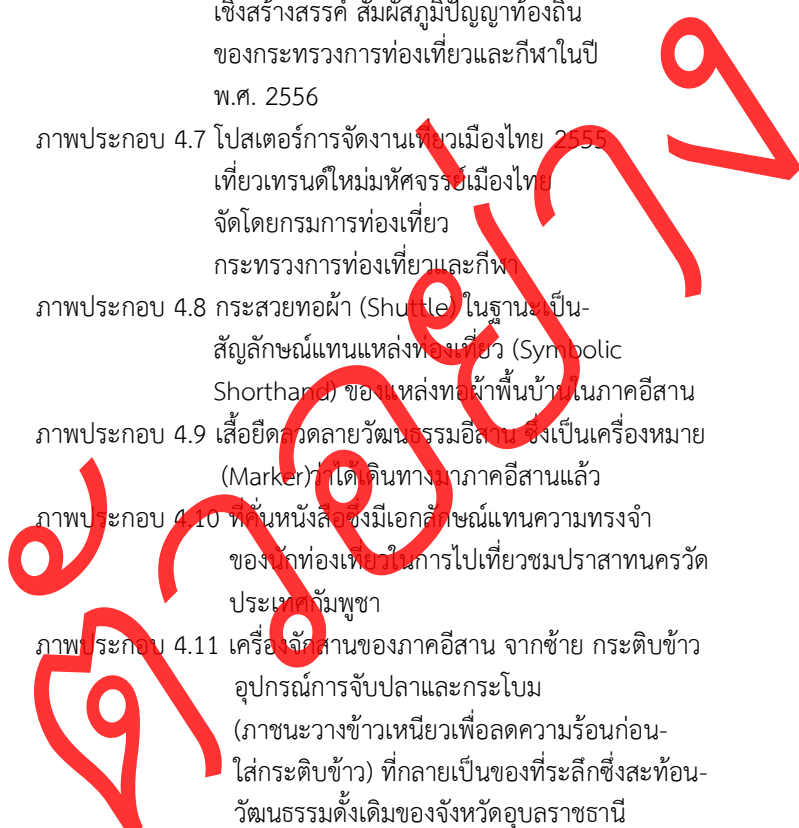 เชิงสร้างสรรค์ สัมผัสภูมิปัญญาท้องถิ่น
ของกระทรวงการท่องเที่ยวและกีฬาในปี
พ.ศ. 2556
ภาพประกอบ 4.7 โปสเตอร์การจัดงานเที่ยวเมืองไทย 2555
เที่ยวเทรนด์ใหม่มหัศจรรย์เมืองไทย
จัดโดยกรมการท่องเที่ยว
กระทรวงการท่องเที่ยวและกีฬา
ภาพประกอบ 4.8 กระสวยทอผ้า (Shuttle) ในฐานะเป็น-
สัญลักษณ์แทนแหล่งท่องเที่ยว (Symbolic
Shorthand) ของแหล่งทอผ้าพื้นบ้านในภาคอีสาน
ภาพประกอบ 4.9 เสื้อยืดลวดลายวัฒนธรรมอีสาน ซึ่งเป็นเครื่องหมาย
(Marker)ว่าได้เดินทางมาภาคอีสานแล้ว
ภาพประกอบ 4.10 ที่คั่นหนังสือซึ่งมีเอกลักษณ์แทนความทรงจำ
ของนักท่องเที่ยวในการไปเที่ยวชมปราสาทนครวัด
ประเทศกัมพูชา
ภาพประกอบ 4.11 เครื่องจักสานของภาคอีสาน จากซ้าย กระติบข้าว
อุปกรณ์การจับปลาและกระโบม
(ภาชนะวางข้าวเหนียวเพื่อลดความร้อนก่อน-
ใส่กระติบข้าว) ที่กลายเป็นของที่ระลึกซึ่งสะท้อน-
วัฒนธรรมดั้งเดิมของจังหวัดอุบลราชธานี
ตัวอย่าง